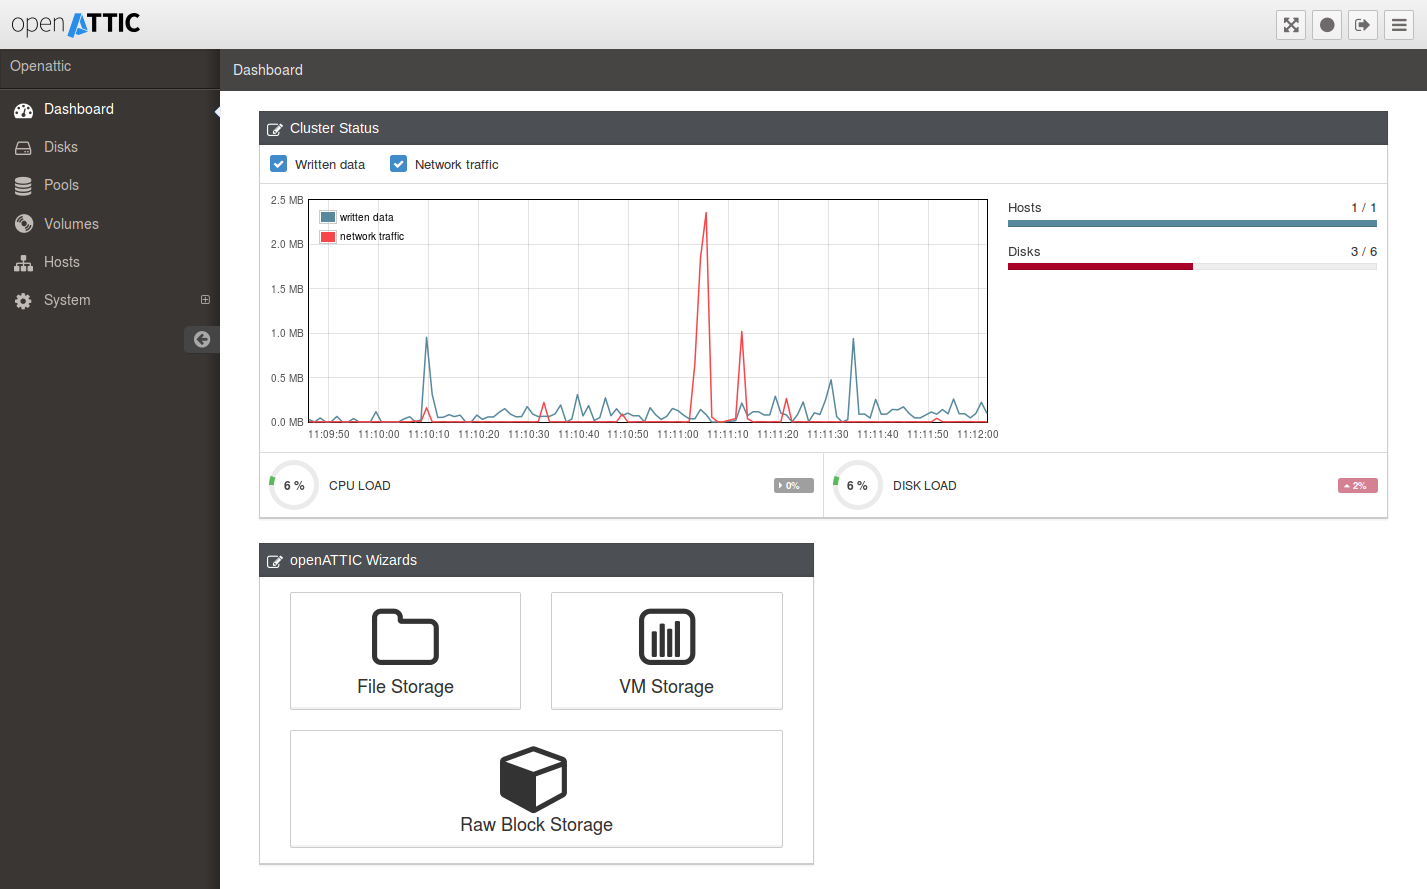 openATTIC
Openattic
Dashboard
Dashboard
Disks
Pools
Volumes
Hosts
System
Cluster Status
Written data Network traffic
2.5 MB
2.0 MB
1.5 MB
1.0 MB
0.5 MB
0.0 MB
written data
network traffic
11:09:50 11:10:00 11:10:10 11:10:20 11:10:30 11:10:40 11:10:50 11:11:00 11:11:10 11:11:20 11:11:30 11:11:40 11:11:50 11:12:00
Hosts 1 / 1
Disks 3 / 6
6 % CPU LOAD 0%
6 % DISK LOAD 2%
openATTIC Wizards
File Storage
VM Storage
Raw Block Storage